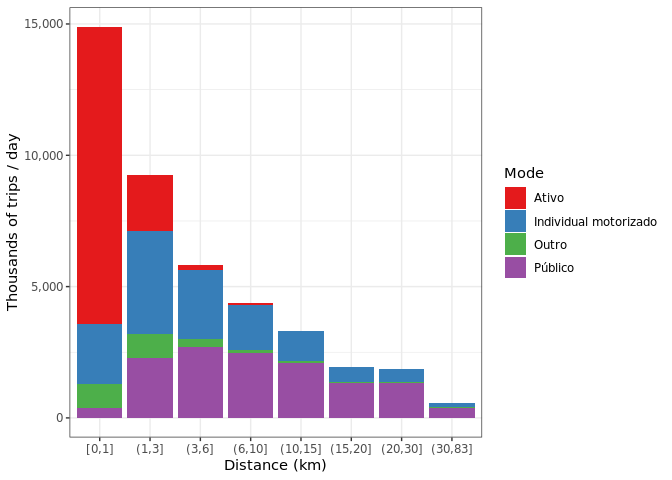 Thousands of trips / day
15,000
10,000
5,000
0
[0,1]
(1,3]
(3,6]
(6,10]
(10,15]
(15,20]
(20,30]
(30,83]
Distance (km)
Mode
Ativo
Individual motorizado
Outro
Público